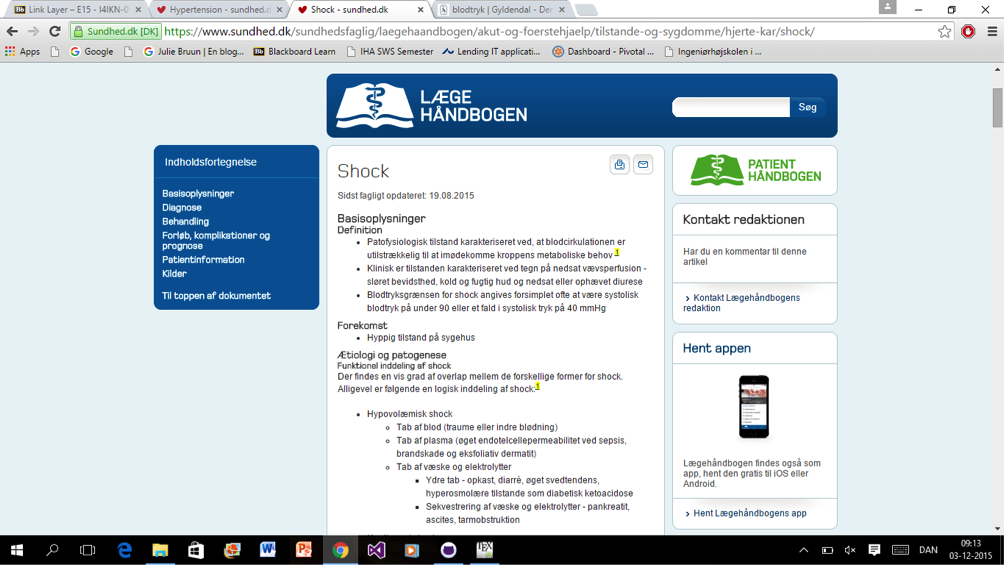 Link Layer – E15 - I4IKN-0
Hypertension - sundhed.d
Shock - sundhed.dk
blodtryk | Gyldendal - Der
Sundhed.dk [DK]
https://www.sundhed.dk/sundhedsfaglig/laegehaandbogen/akut-og-foerstehjaelp/tilstande-og-sygdomme/hjerte-kar/shock/
Apps
Google
Julie Bruun | En blog...
Bb Blackboard Learn
IHA SWS Semester
Lending IT applicati...
Dashboard - Pivotal ...
Ingeniørhøjskolen i ...
LÆGE
HÅNDBOGEN
Søg
Indholdsfortegnelse
Basisoplysninger
Diagnose
Behandling
Forløb, komplikationer og
prognose
Patientinformation
Kilder
Til toppen af dokumentet
Shock
Sidst fagligt opdateret: 19.08.2015
Basisoplysninger
Definition
Patofysiologisk tilstand karakteriseret ved, at blodcirkulationen er
utilstrækkelig til at imødekomme kroppens metaboliske behov 1
Klinisk er tilstanden karakteriseret ved tegn på nedsat vævsperfusion -
sløret bevidsthed, kold og fugtig hud og nedsat eller ophævet diurese
Blodtryksgrænsen for shock angives forsimplet ofte at være systolisk
blodtryk på under 90 eller et fald i systolisk tryk på 40 mmHg
Forekomst
Hyppig tilstand på sygehus
Ætiologi og patogenese
Funktionel inddeling af shock
Der findes en vis grad af overlap mellem de forskellige former for shock.
Alligevel er følgende en logisk inddeling af shock:1
Hypovolæmisk shock
Tab af blod (traume eller indre blødning)
Tab af plasma (øget endotelcellepermeabilitet ved sepsis,
brandskade og eksfoliativ dermatit)
Tab af væske og elektrolytter
Ydre tab - opkast, diarrè, øget svedtendens,
hyperosmolære tilstande som diabetisk ketoacidose
Sekvestrering af væske og elektrolytter - pankreatit,
ascites, tarmobstruktion
PATIENT
HÅNDBOGEN
Kontakt redaktionen
Har du en kommentar til denne
artikel
Kontakt Lægehåndbogens
redaktion
Hent appen
Lægehåndbogen findes også som
app, hent den gratis til iOS eller
Android.
Hent Lægehåndbogens app
DAN
09:13
03-12-2015